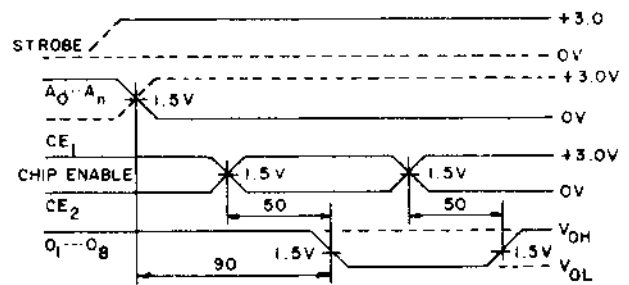 +3.0
STROBE
0V
+3.0V
A0...An
1.5V
0V
CE1
+3.0V
CHIP ENABLE
1.5V
1.5V
0V
CE2
50
50
VOH
O1...O8
1.5V
1.5V
90
VOL